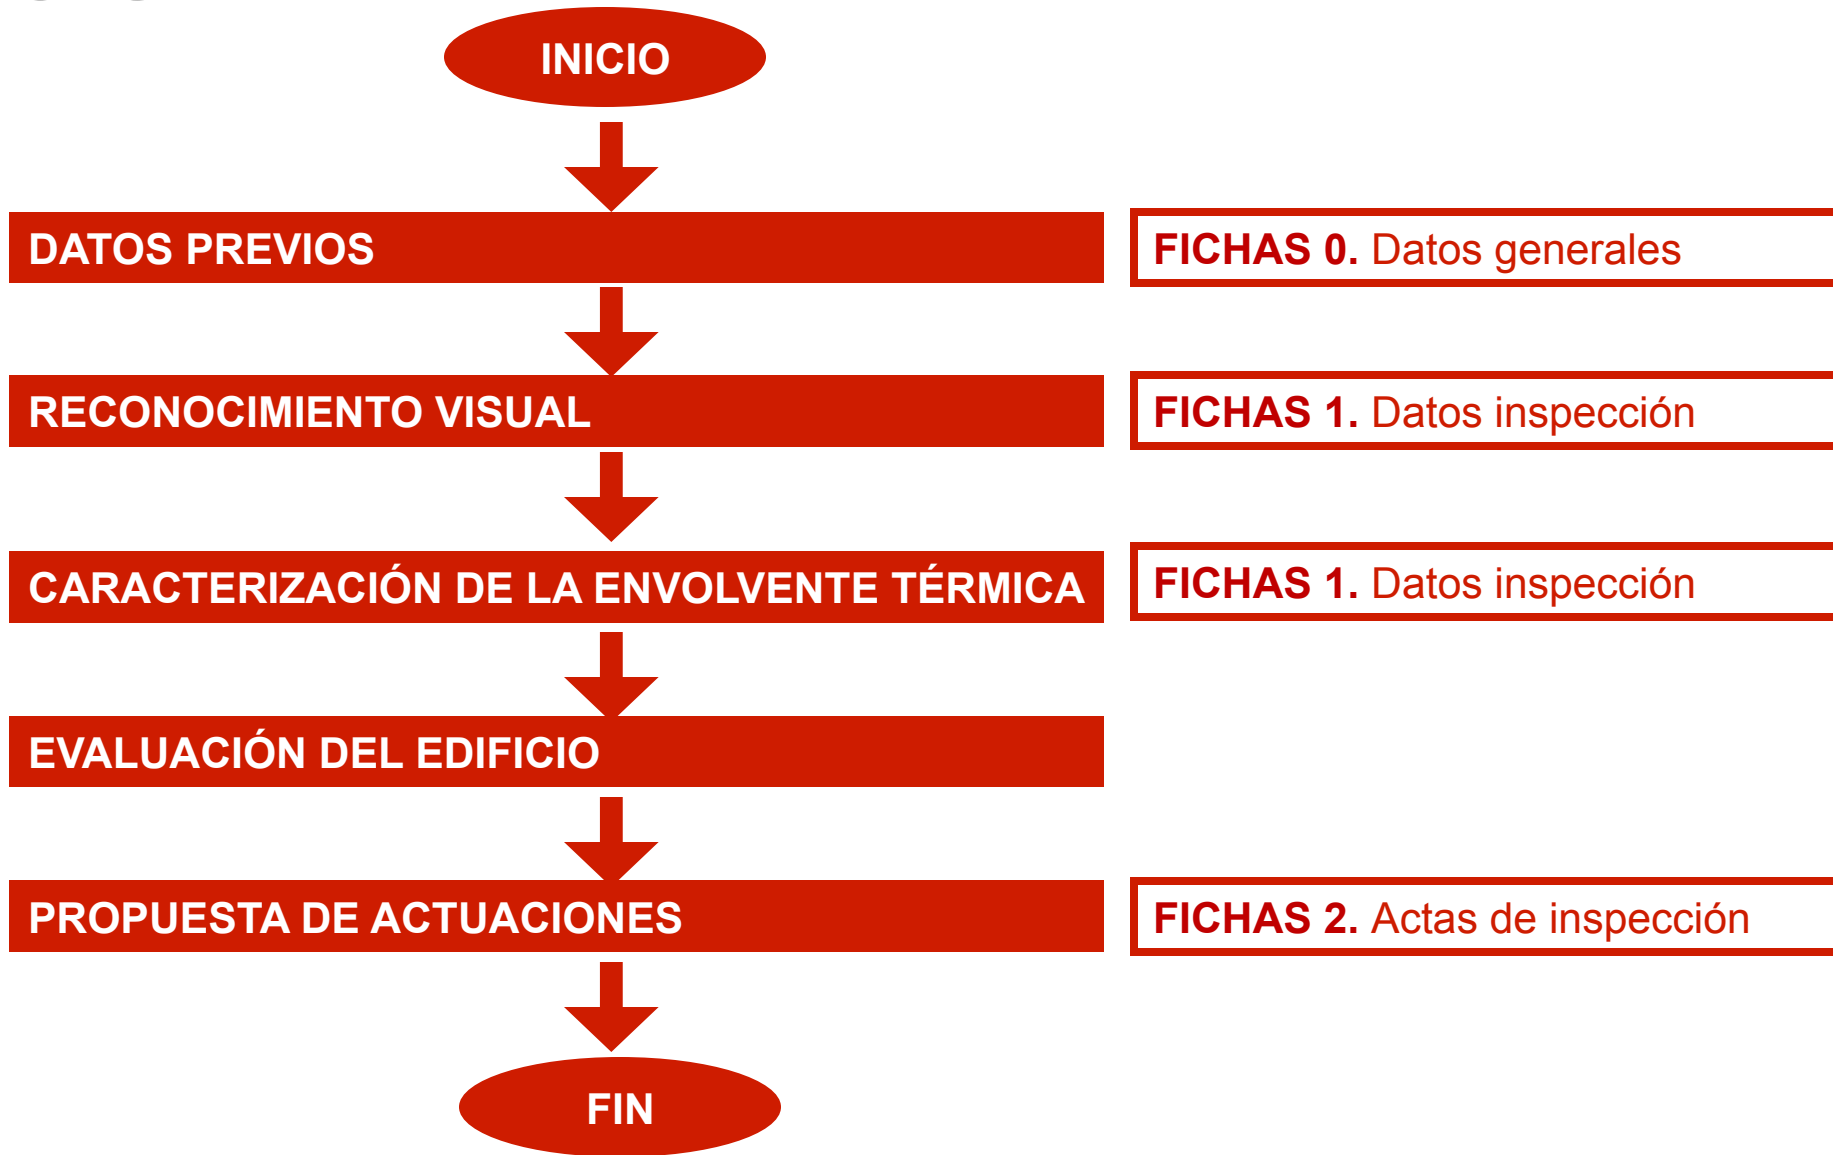 INICIO
DATOS PREVIOS
FICHAS 0. Datos generales
RECONOCIMIENTO VISUAL
FICHAS 1. Datos inspección
CARACTERIZACIÓN DE LA ENVOLVENTE TÉRMICA
FICHAS 1. Datos inspección
EVALUACIÓN DEL EDIFICIO
PROPUESTA DE ACTUACIONES
FICHAS 2. Actas de inspección
FIN